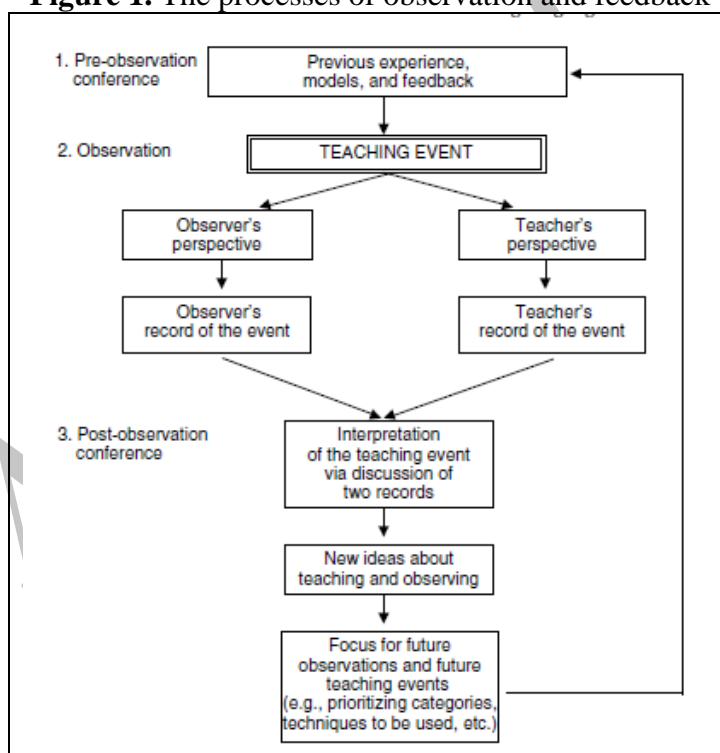 Figure 1. The processes of observation and feedback
1. Pre-observation
conference
Previous experience,
models, and feedback
2. Observation
TEACHING EVENT
Observer's
perspective
Teacher's
perspective
Observer's
record of the event
Teacher's
record of the event
3. Post-observation
conference
Interpretation
of the teaching event
via discussion of
two records
New ideas about
teaching and observing
Focus for future
observations and future
teaching events
(e.g., prioritizing categories,
techniques to be used, etc.)